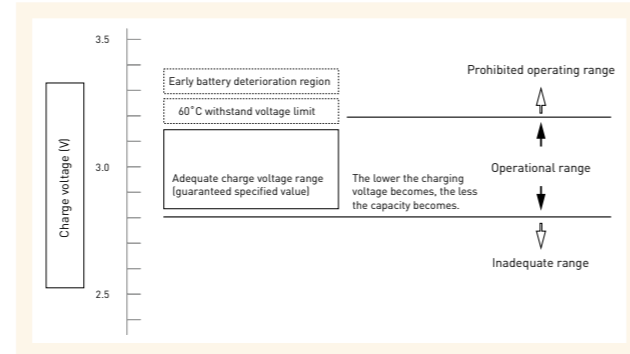 3.5
Prohibited operating range
Early battery deterioration region
60˚C withstand voltage limit
Charge voltage (V)
3.0
Adequate charge voltage range
(guaranteed specified value)
The lower the charging
voltage becomes, the less
the capacity becomes.
Operational range
Inadequate range
2.5